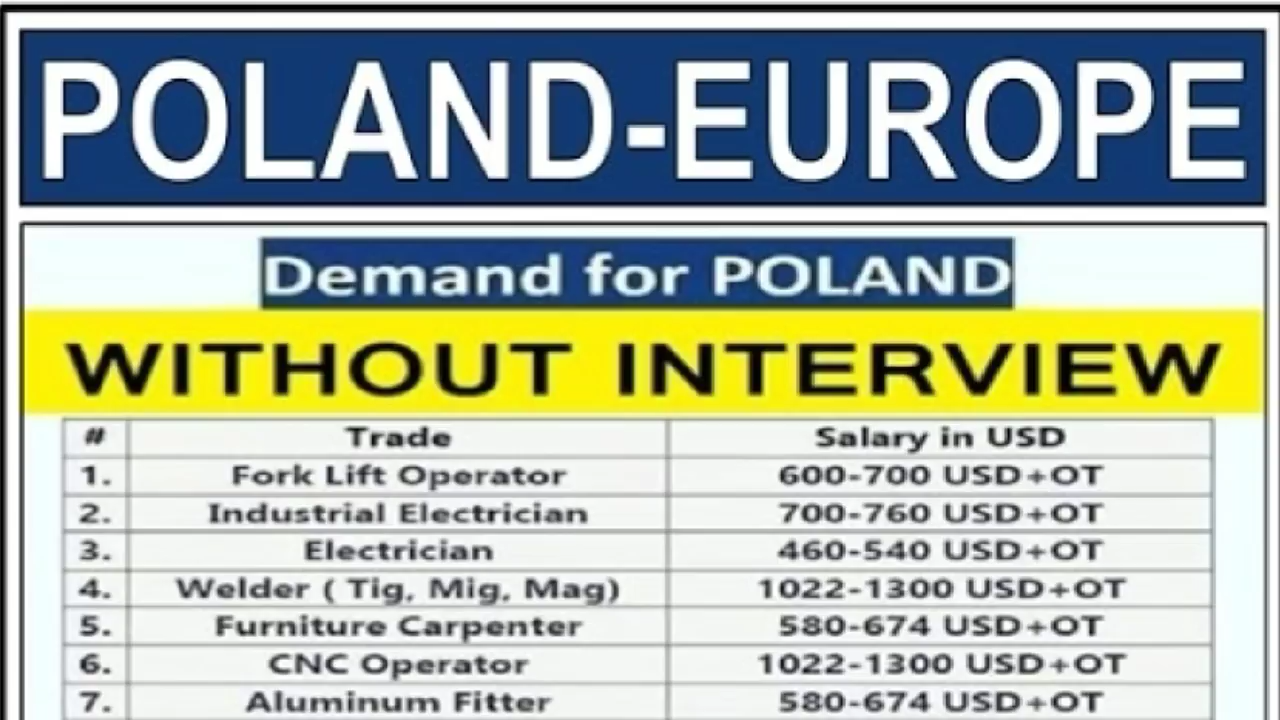 POLAND-EUROPE
Demand for POLAND
WITHOUT INTERVIEW
# Trade Salary in USD
1. Fork Lift Operator 600-700 USD+OT
2. Industrial Electrician 700-760 USD+OT
3. Electrician 460-540 USD+OT
4. Welder ( Tig, Mig, Mag) 1022-1300 USD+OT
5. Furniture Carpenter 580-674 USD+OT
6. CNC Operator 1022-1300 USD+OT
7. Aluminum Fitter 580-674 USD+OT